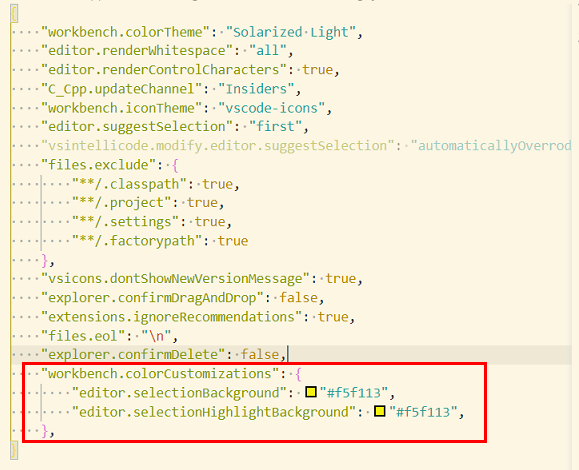 {
"workbench.colorTheme": "Solarized Light",
"editor.renderWhitespace": "all",
"editor.renderControlCharacters": true,
"C_Cpp.updateChannel": "Insiders",
"workbench.iconTheme": "vscode-icons",
"editor.suggestSelection": "first",
"vsintellicode.modify.editor.suggestSelection": "automaticallyOverrod
"files.exclude": {
"**/.classpath": true,
"**/.project": true,
"**/.settings": true,
"**/.factorypath": true
},
"vsicons.dontShowNewVersionMessage": true,
"explorer.confirmDragAndDrop": false,
"extensions.ignoreRecommendations": true,
"files.eol": "\n",
"explorer.confirmDelete": false,
"workbench.colorCustomizations": {
"editor.selectionBackground": "#f5f113",
"editor.selectionHighlightBackground": "#f5f113",
},
}